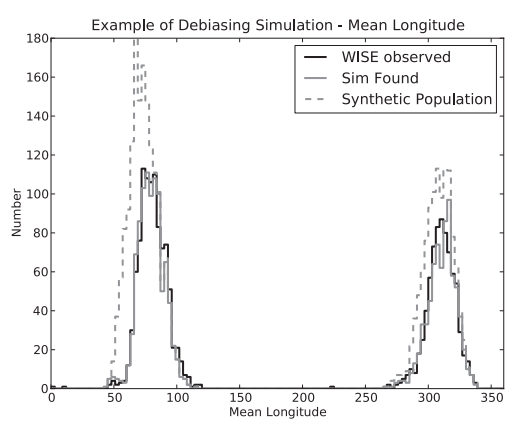 Example of Debiasing Simulation - Mean Longitude
WISE observed
Sim Found
Synthetic Population
Number
180
160
140
120
100
80
60
40
20
0
0 50 100 150 200 250 300 350
Mean Longitude